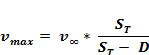 v_max = v_∞ * S_T / (S_T − D)